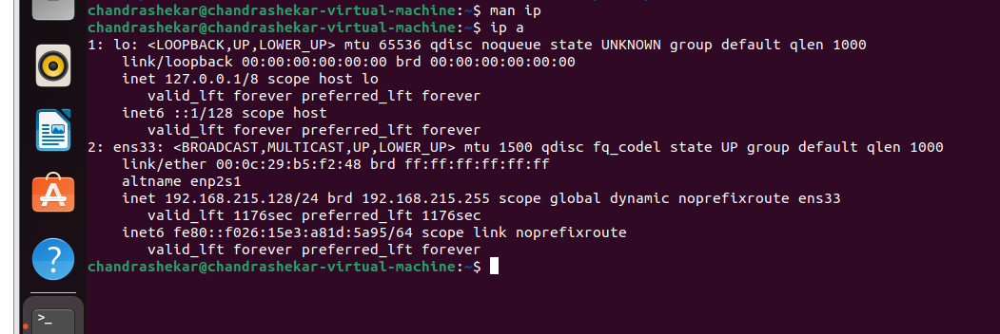 chandrashekar@chandrashekar-virtual-machine:~$ man ip
chandrashekar@chandrashekar-virtual-machine:~$ ip a
1: lo: <LOOPBACK,UP,LOWER_UP> mtu 65536 qdisc noqueue state UNKNOWN group default qlen 1000
    link/loopback 00:00:00:00:00:00 brd 00:00:00:00:00:00
    inet 127.0.0.1/8 scope host lo
       valid_lft forever preferred_lft forever
    inet6 ::1/128 scope host
       valid_lft forever preferred_lft forever
2: ens33: <BROADCAST,MULTICAST,UP,LOWER_UP> mtu 1500 qdisc fq_codel state UP group default qlen 1000
    link/ether 00:0c:29:b5:f2:48 brd ff:ff:ff:ff:ff:ff
    altname enp2s1
    inet 192.168.215.128/24 brd 192.168.215.255 scope global dynamic noprefixroute ens33
       valid_lft 1176sec preferred_lft 1176sec
    inet6 fe80::f026:15e3:a81d:5a95/64 scope link noprefixroute
       valid_lft forever preferred_lft forever
chandrashekar@chandrashekar-virtual-machine:~$